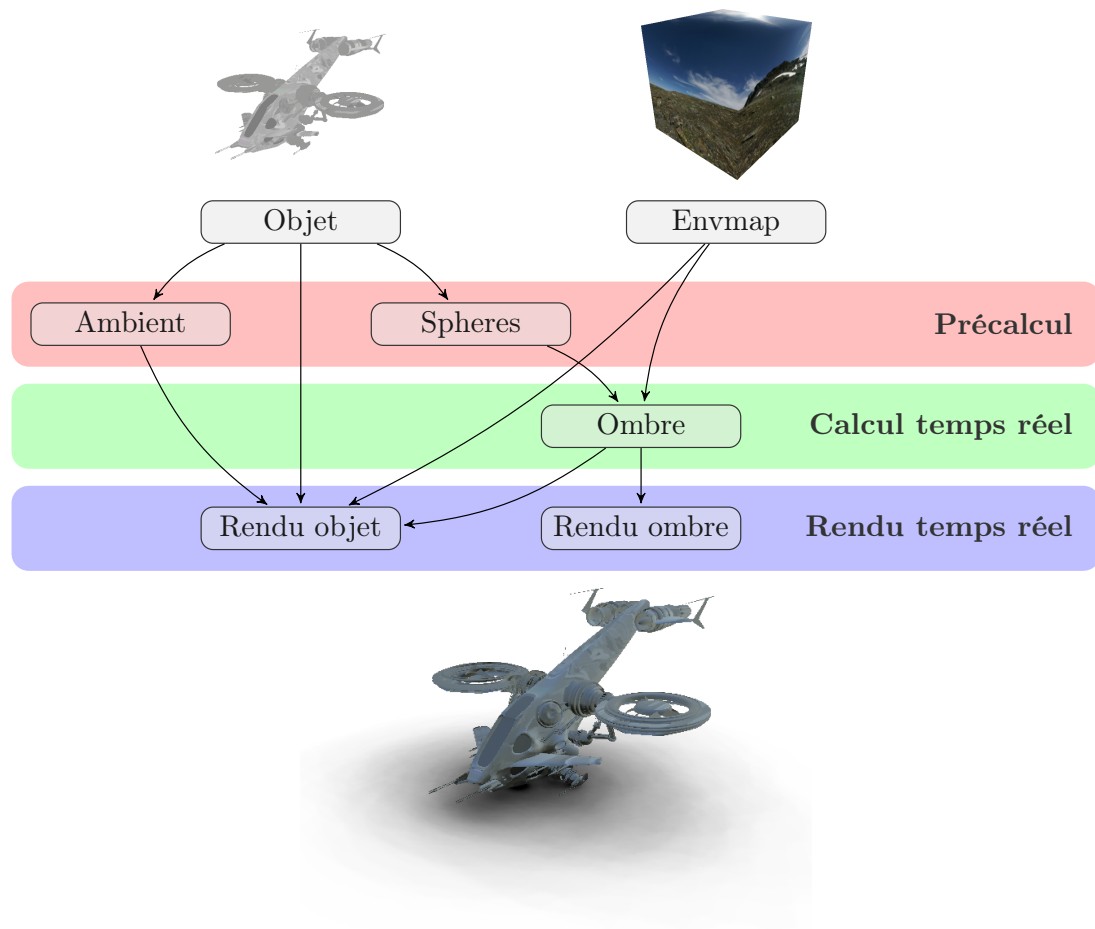 Objet
Envmap
Ambient
Spheres
Précalcul
Ombre
Calcul temps réel
Rendu objet
Rendu ombre
Rendu temps réel